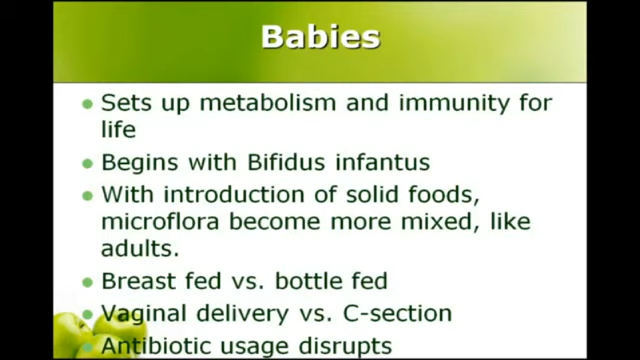 Babies
Sets up metabolism and immunity for
life
Begins with Bifidus infantus
With introduction of solid foods,
microflora become more mixed, like
adults.
Breast fed vs. bottle fed
Vaginal delivery vs. C-section
Antibiotic usage disrupts